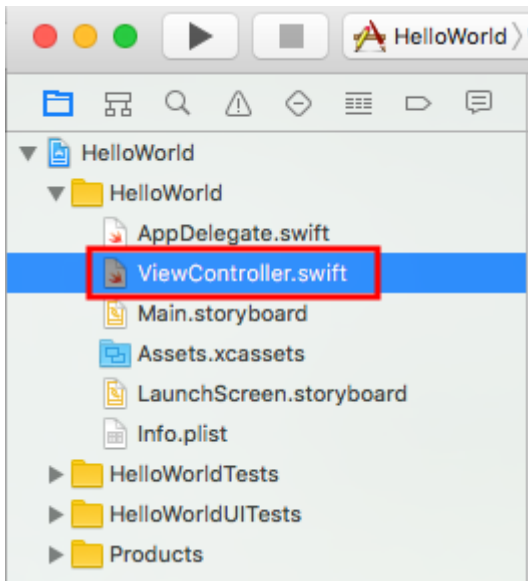 HelloWorld
HelloWorld
HelloWorld
AppDelegate.swift
ViewController.swift
Main.storyboard
Assets.xcassets
LaunchScreen.storyboard
Info.plist
HelloWorldTests
HelloWorldUITests
Products